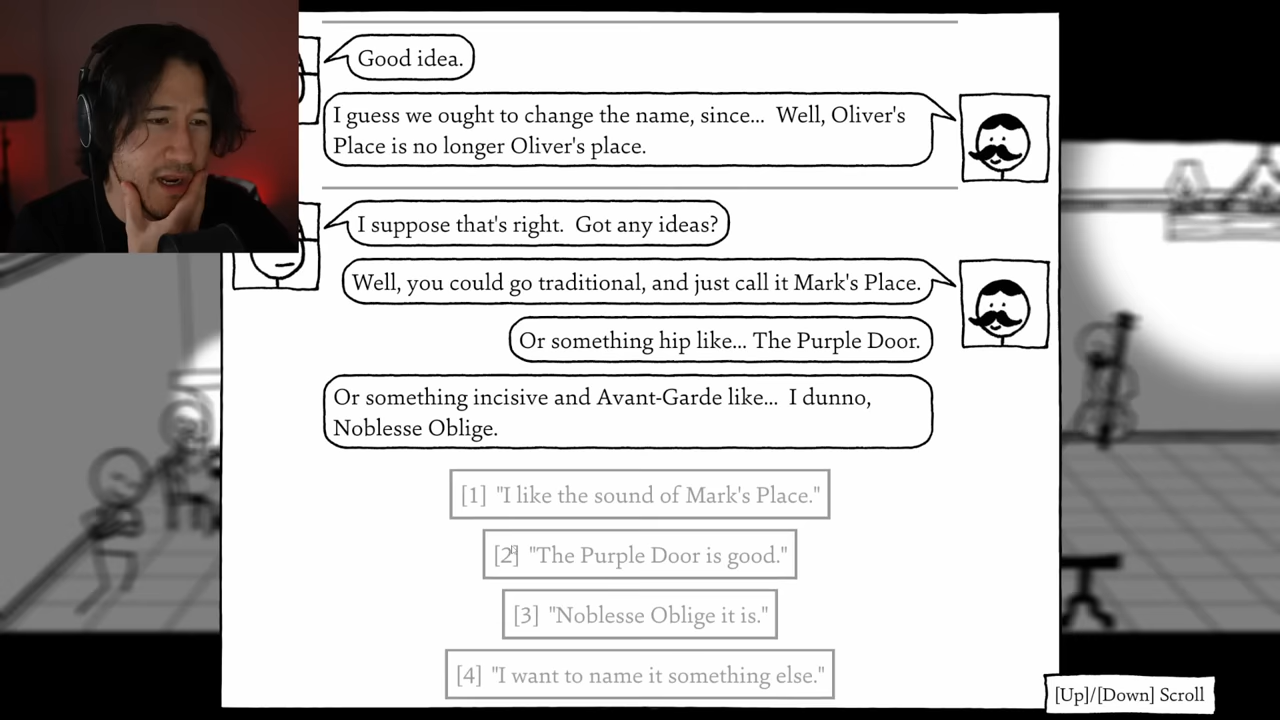 Good idea.
I guess we ought to change the name, since... Well, Oliver's
Place is no longer Oliver's place.
I suppose that's right. Got any ideas?
Well, you could go traditional, and just call it Mark's Place.
Or something hip like... The Purple Door.
Or something incisive and Avant-Garde like... I dunno,
Noblesse Oblige.
[1] "I like the sound of Mark's Place."
[2] "The Purple Door is good."
[3] "Noblesse Oblige it is."
[4] "I want to name it something else."
[Up]/[Down] Scroll